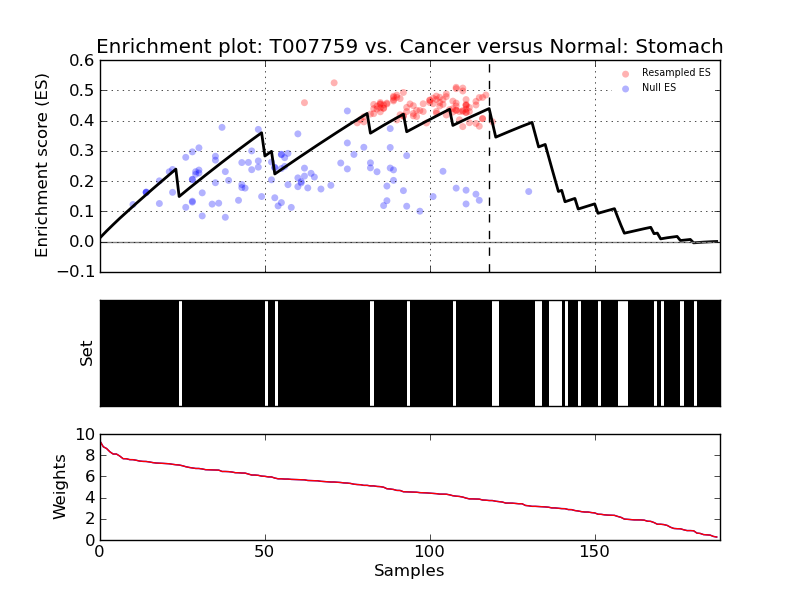 Enrichment plot: T007759 vs. Cancer versus Normal: Stomach
0.6
0.5
0.4
0.3
0.2
0.1
0.0
−0.1
Enrichment score (ES)
Resampled ES
Null ES
Set
10
8
6
4
2
0
Weights
0 50 100 150
Samples